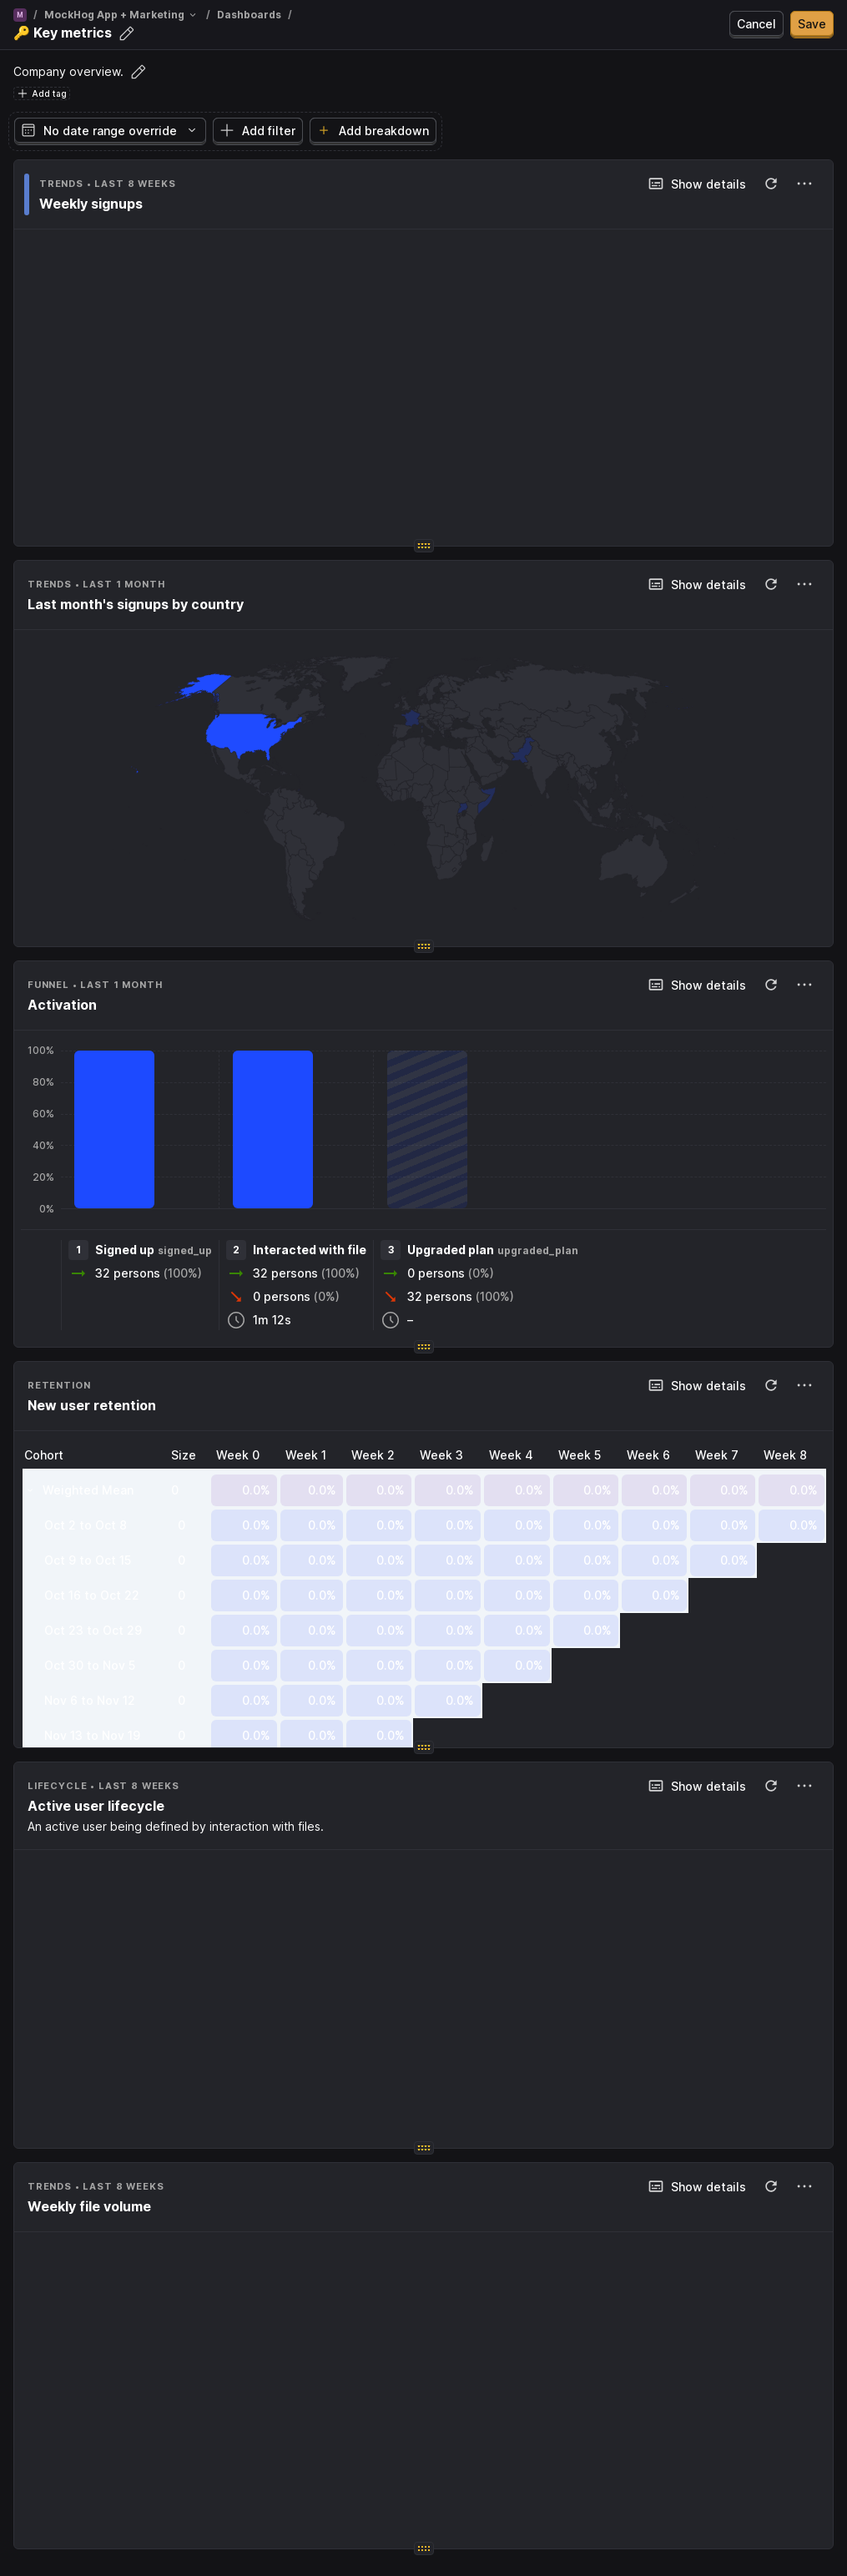 M / MockHog App + Marketing / Dashboards /
🔑 Key metrics
Cancel
Save
Company overview.
Add tag
No date range override
Add filter
Add breakdown
TRENDS • LAST 8 WEEKS
Show details
Weekly signups
TRENDS • LAST 1 MONTH
Show details
Last month's signups by country
FUNNEL • LAST 1 MONTH
Show details
Activation
100%
80%
60%
40%
20%
0%
1 Signed up signed_up
32 persons (100%)
2 Interacted with file
32 persons (100%)
0 persons (0%)
1m 12s
3 Upgraded plan upgraded_plan
0 persons (0%)
32 persons (100%)
–
RETENTION
Show details
New user retention
Cohort Size Week 0 Week 1 Week 2 Week 3 Week 4 Week 5 Week 6 Week 7 Week 8
Weighted Mean 0 0.0% 0.0% 0.0% 0.0% 0.0% 0.0% 0.0% 0.0% 0.0%
Oct 2 to Oct 8 0 0.0% 0.0% 0.0% 0.0% 0.0% 0.0% 0.0% 0.0% 0.0%
Oct 9 to Oct 15 0 0.0% 0.0% 0.0% 0.0% 0.0% 0.0% 0.0% 0.0%
Oct 16 to Oct 22 0 0.0% 0.0% 0.0% 0.0% 0.0% 0.0% 0.0%
Oct 23 to Oct 29 0 0.0% 0.0% 0.0% 0.0% 0.0% 0.0%
Oct 30 to Nov 5 0 0.0% 0.0% 0.0% 0.0% 0.0%
Nov 6 to Nov 12 0 0.0% 0.0% 0.0% 0.0%
Nov 13 to Nov 19 0 0.0% 0.0% 0.0%
LIFECYCLE • LAST 8 WEEKS
Show details
Active user lifecycle
An active user being defined by interaction with files.
TRENDS • LAST 8 WEEKS
Show details
Weekly file volume